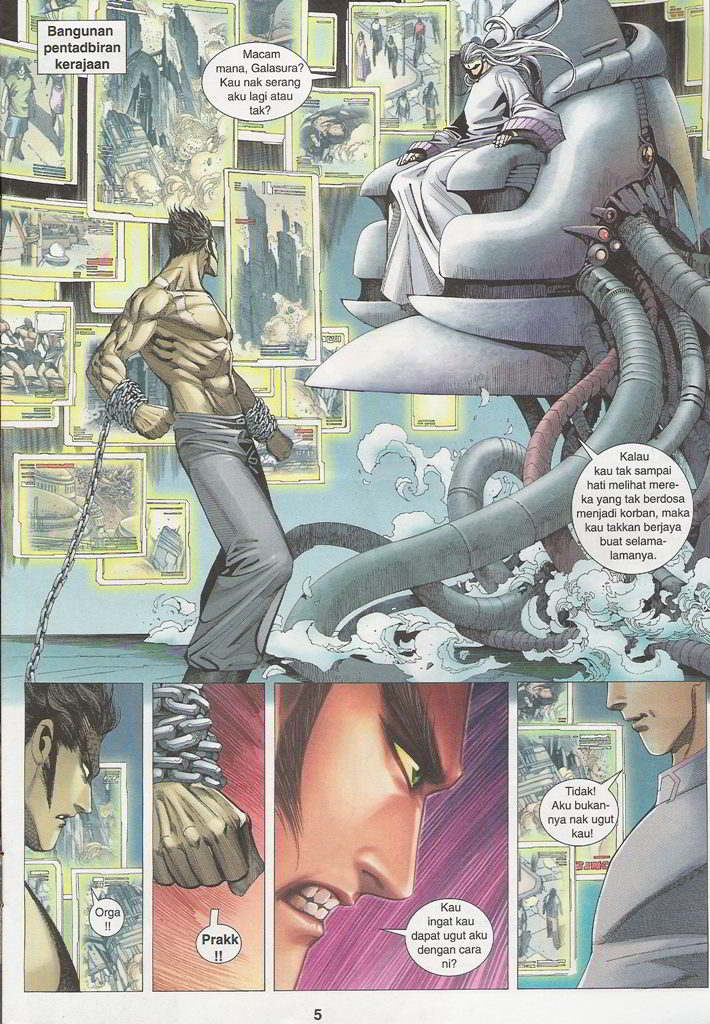 Bangunan
pentadbiran
kerajaan
Macam
mana, Galasura?
Kau nak serang
aku lagi atau
tak?
Kalau
kau tak sampai
hati melihat mere-
ka yang tak berdosa
menjadi korban, maka
kau takkan berjaya
buat selama-
lamanya.
Orga
!!
Prakk
!!
Kau
ingat kau
dapat ugut aku
dengan cara
ni?
Tidak!
Aku bukan-
nya nak ugut
kau!
5